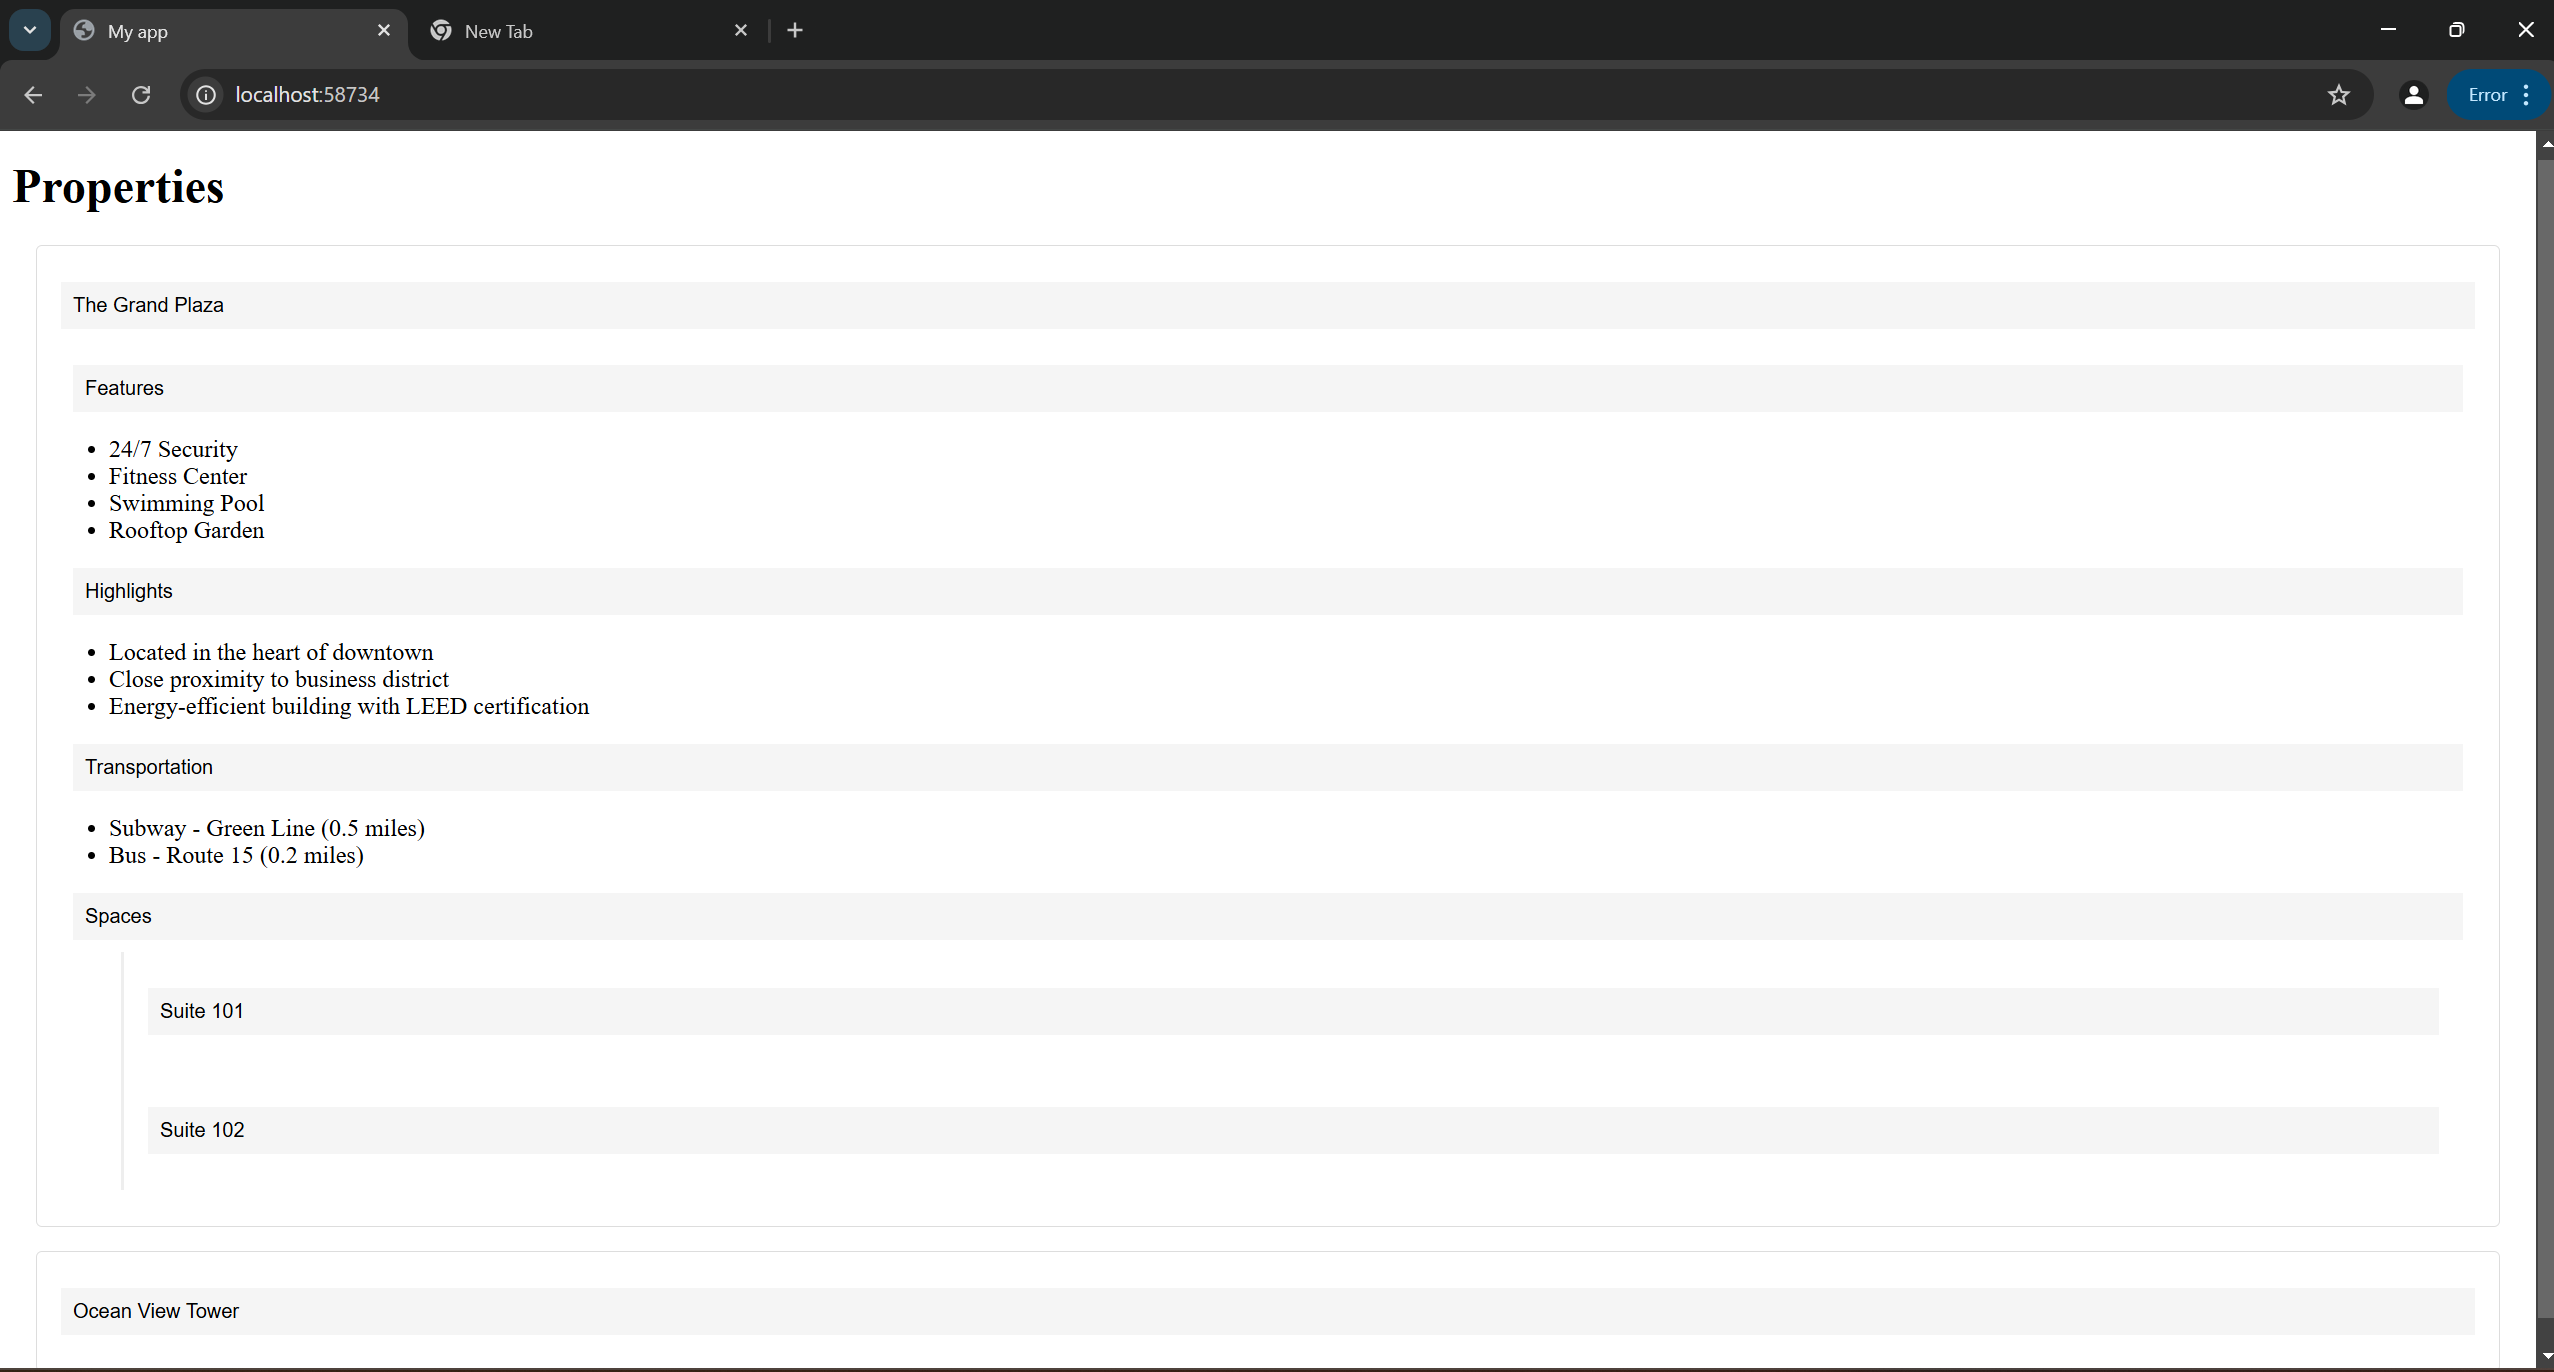 My app
New Tab
localhost:58734
Error
Properties
The Grand Plaza
Features
24/7 Security
Fitness Center
Swimming Pool
Rooftop Garden
Highlights
Located in the heart of downtown
Close proximity to business district
Energy-efficient building with LEED certification
Transportation
Subway - Green Line (0.5 miles)
Bus - Route 15 (0.2 miles)
Spaces
Suite 101
Suite 102
Ocean View Tower